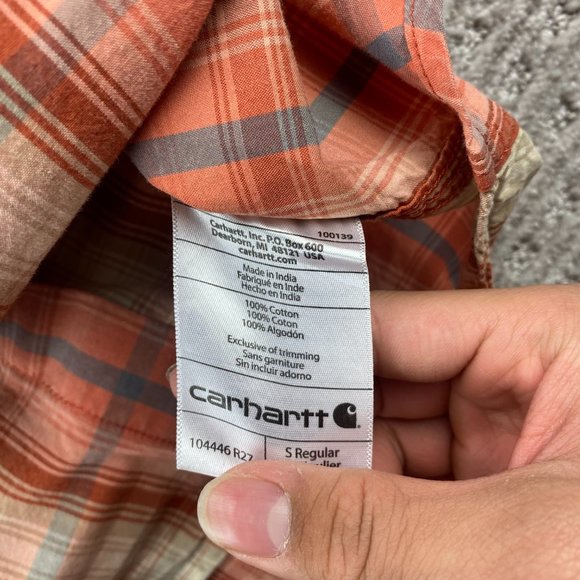 Carhartt, Inc. P.O. Box 600
Dearborn, MI 48121 USA
100139
carhartt.com
Made in India
Fabriqué en Inde
Hecho en India
100% Cotton
100% Coton
100% Algodón
Exclusive of trimming
Sans garniture
Sin incluir adorno
carhartt
104446 R27
S Regular